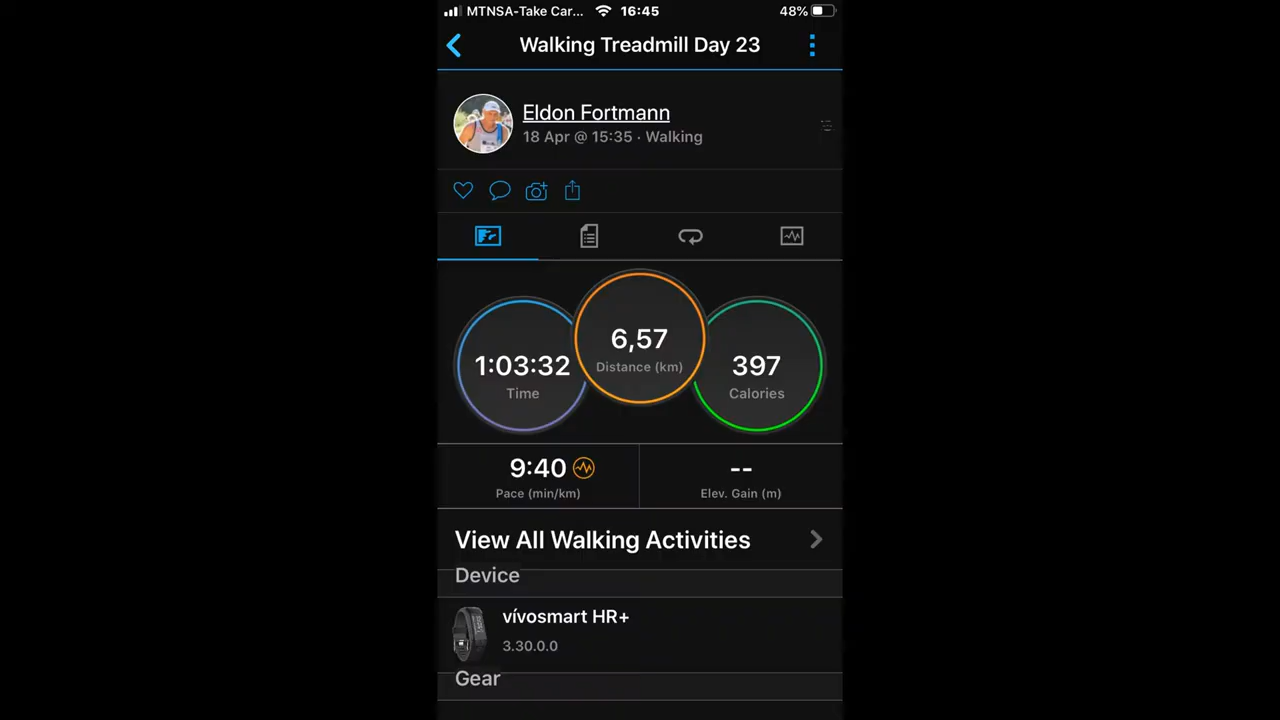 MTNSA-Take Car... 16:45 48%
Walking Treadmill Day 23
Eldon Fortmann
18 Apr @ 15:35 · Walking
6,57
Distance (km)
1:03:32
Time
397
Calories
9:40
Pace (min/km)
--
Elev. Gain (m)
View All Walking Activities
Device
vívosmart HR+
3.30.0.0
Gear